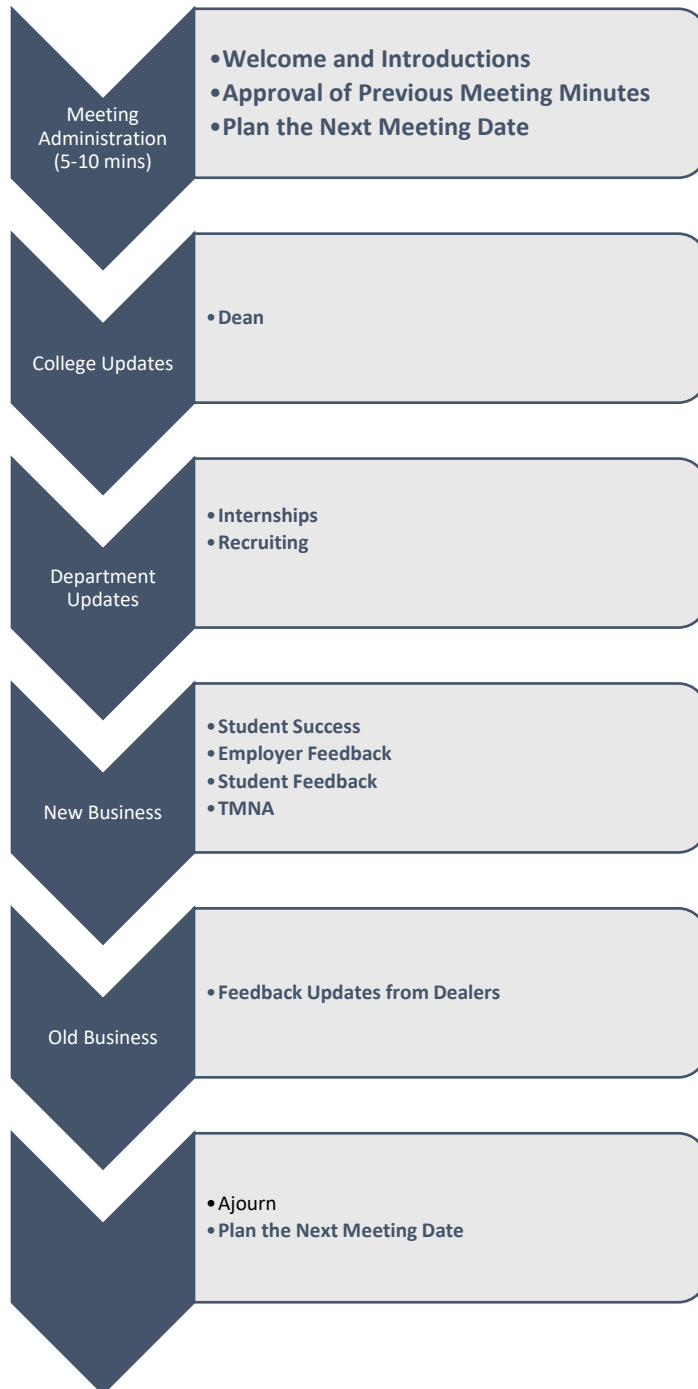 Meeting
Administration
(5-10 mins)
•Welcome and Introductions
•Approval of Previous Meeting Minutes
•Plan the Next Meeting Date
College Updates
•Dean
Department
Updates
•Internships
•Recruiting
New Business
•Student Success
•Employer Feedback
•Student Feedback
•TMNA
Old Business
•Feedback Updates from Dealers
•Ajourn
•Plan the Next Meeting Date